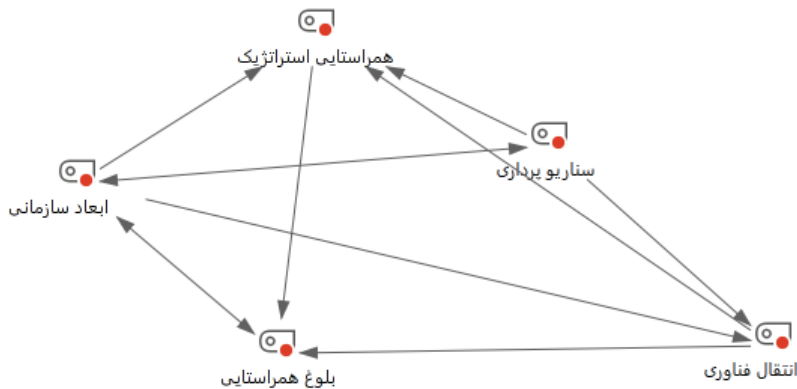 همراستایی استراتژیک
سناریو پردازی
ابعاد سازمانی
انتقال فناوری
بلوغ همراستایی